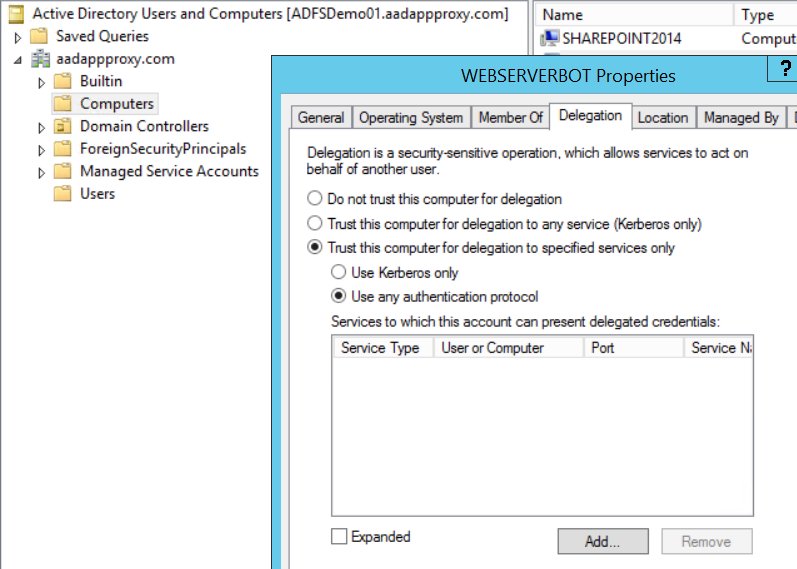 Active Directory Users and Computers [ADFSDemo01.aadappproxy.com]
Saved Queries
aadappproxy.com
Builtin
Computers
Domain Controllers
ForeignSecurityPrincipals
Managed Service Accounts
Users
Name Type
SHAREPOINT2014 Comput
WEBSERVERBOT Properties ?
General Operating System Member Of Delegation Location Managed By D
Delegation is a security-sensitive operation, which allows services to act on
behalf of another user.
Do not trust this computer for delegation
Trust this computer for delegation to any service (Kerberos only)
Trust this computer for delegation to specified services only
Use Kerberos only
Use any authentication protocol
Services to which this account can present delegated credentials:
Service Type User or Computer Port Service Na
Expanded
Add... Remove